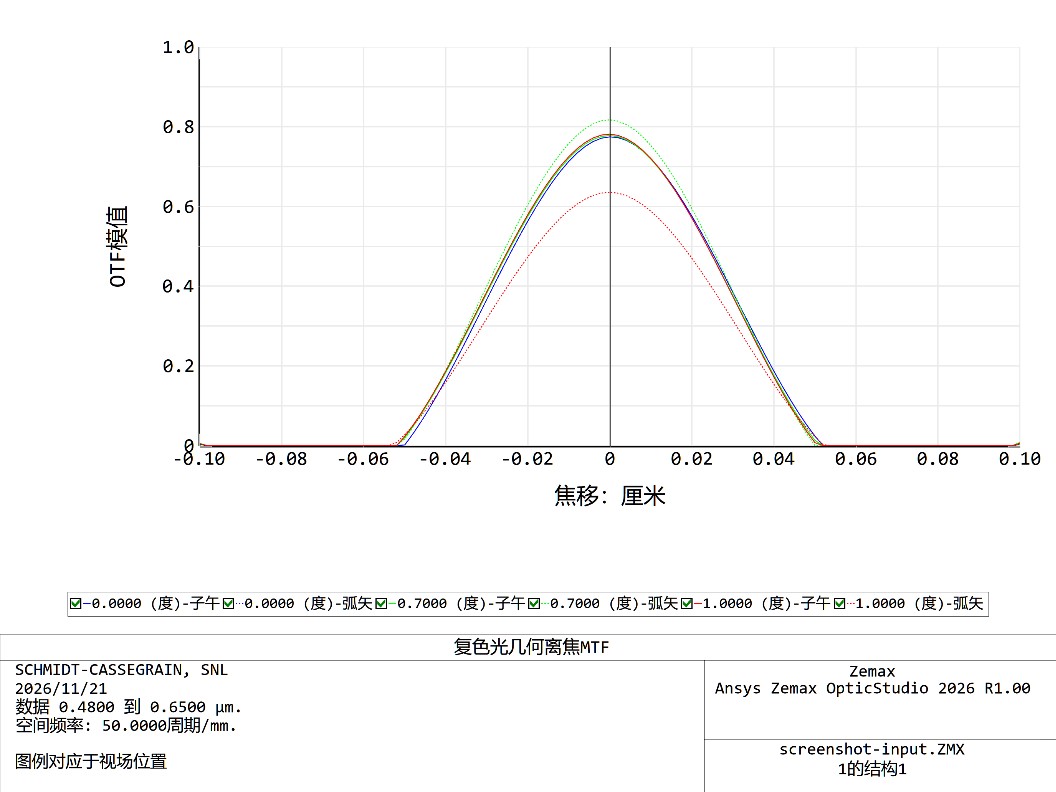 1.0
0.8
0.6
0.4
0.2
0
OTF模值
-0.10 -0.08 -0.06 -0.04 -0.02 0 0.02 0.04 0.06 0.08 0.10
焦移: 厘米
0.0000 (度)-子午 0.0000 (度)-弧矢 0.7000 (度)-子午 0.7000 (度)-弧矢 1.0000 (度)-子午 1.0000 (度)-弧矢
复色光几何离焦MTF
SCHMIDT-CASSEGRAIN, SNL
2026/11/21
数据 0.4800 到 0.6500 µm.
空间频率: 50.0000周期/mm.
图例对应于视场位置
Zemax
Ansys Zemax OpticStudio 2026 R1.00
screenshot-input.ZMX
1的结构1